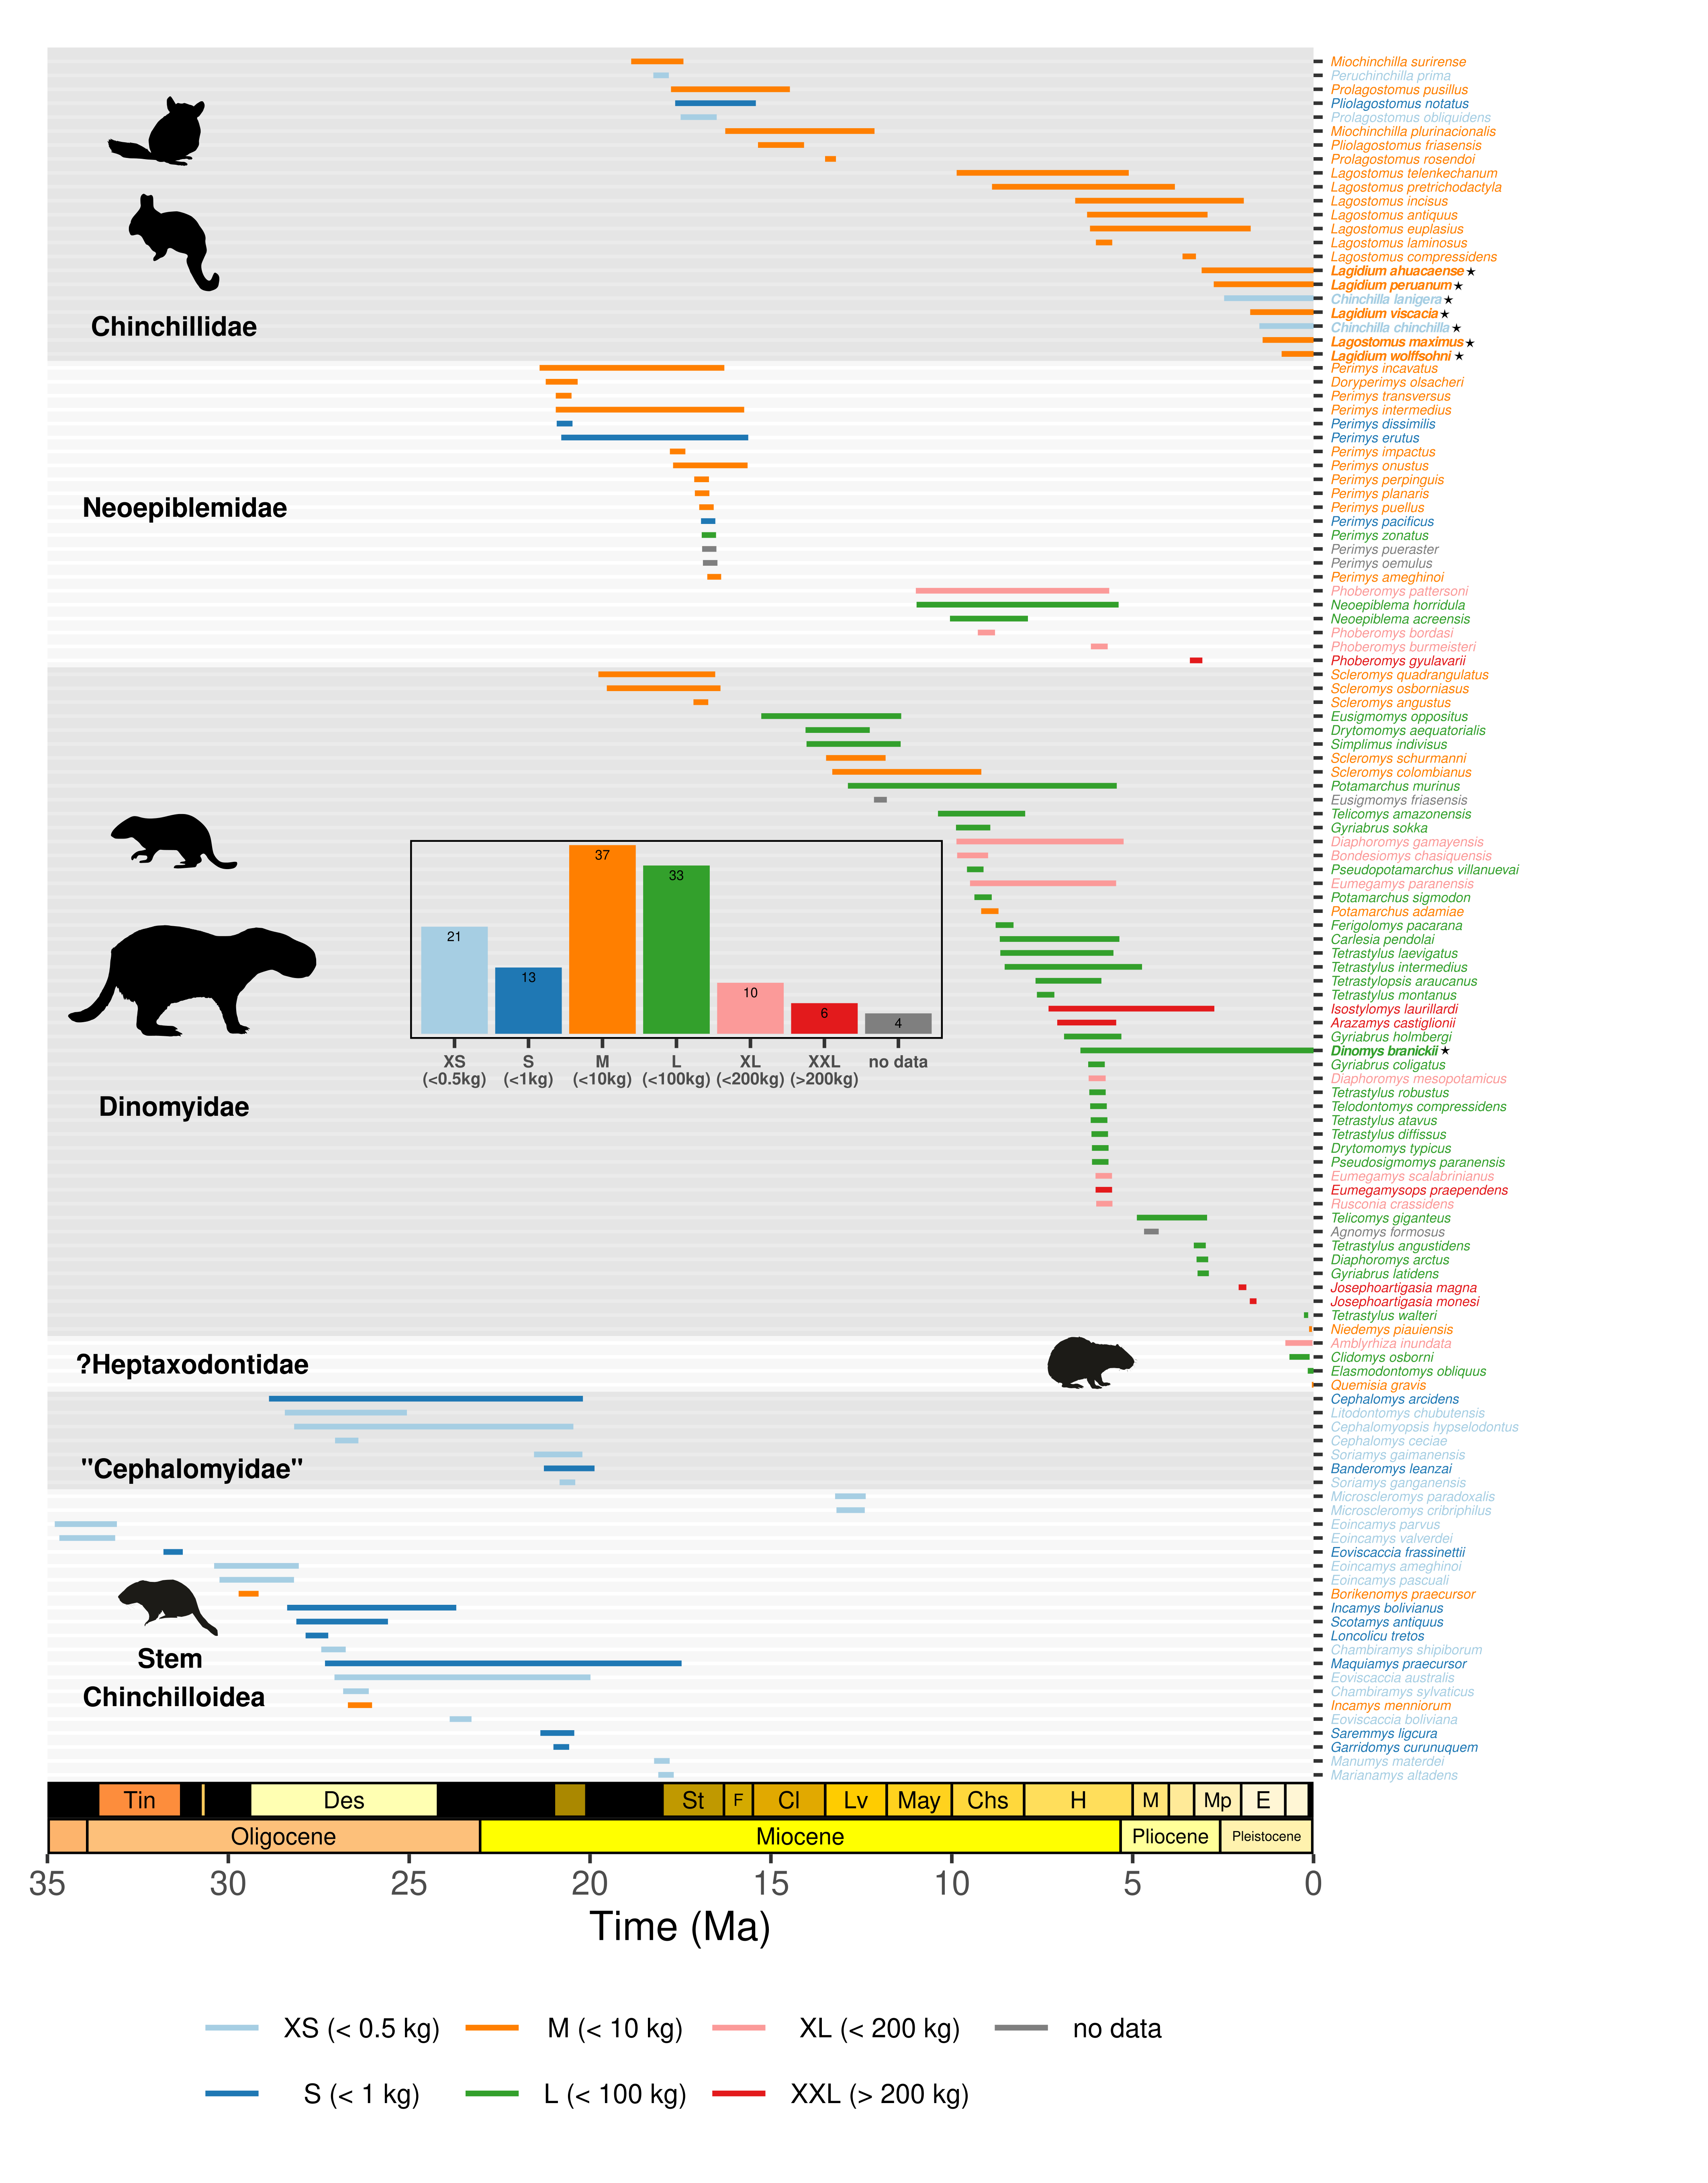 Miochinchilla surirense
Peruchinchilla prima
Prolagostomus pusillus
Pliolagostomus notatus
Prolagostomus obliquidens
Miochinchilla plurinacionalis
Pliolagostomus friasensis
Prolagostomus rosendoi
Lagostomus telenkechanum
Lagostomus pretrichodactyla
Lagostomus incisus
Lagostomus antiquus
Lagostomus euplasius
Lagostomus laminosus
Lagostomus compressidens
Lagidium ahuacaense ★
Lagidium peruanum ★
Chinchilla lanigera ★
Lagidium viscacia ★
Chinchilla chinchilla ★
Lagostomus maximus ★
Lagidium wolffsohni ★
Chinchillidae
Perimys incavatus
Doryperimys olsacheri
Perimys transversus
Perimys intermedius
Perimys dissimilis
Perimys erutus
Perimys impactus
Perimys onustus
Perimys perpinguis
Perimys planaris
Perimys puellus
Perimys pacificus
Perimys zonatus
Perimys pueraster
Perimys oemulus
Perimys ameghinoi
Phoberomys pattersoni
Neoepiblema horridula
Neoepiblema acreensis
Phoberomys bordasi
Phoberomys burmeisteri
Phoberomys gyulavarii
Neoepiblemidae
Scleromys quadrangulatus
Scleromys osborniasus
Scleromys angustus
Eusigmomys oppositus
Drytomomys aequatorialis
Simplimus indivisus
Scleromys schurmanni
Scleromys colombianus
Potamarchus murinus
Eusigmomys friasensis
Telicomys amazonensis
Gyriabrus sokka
Diaphoromys gamayensis
Bondesiomys chasiquensis
Pseudopotamarchus villanuevai
Eumegamys paranensis
Potamarchus sigmodon
Potamarchus adamiae
Ferigolomys pacarana
Carlesia pendolai
Tetrastylus laevigatus
Tetrastylus intermedius
Tetrastylopsis araucanus
Tetrastylus montanus
Isostylomys laurillardi
Arazamys castiglionii
Gyriabrus holmbergi
Dinomys branickii ★
Gyriabrus coligatus
Diaphoromys mesopotamicus
Tetrastylus robustus
Telodontomys compressidens
Tetrastylus atavus
Tetrastylus diffissus
Drytomomys typicus
Pseudosigmomys paranensis
Eumegamys scalabrinianus
Eumegamysops praependens
Rusconia crassidens
Telicomys giganteus
Agnomys formosus
Tetrastylus angustidens
Diaphoromys arctus
Gyriabrus latidens
Josephoartigasia magna
Josephoartigasia monesi
Tetrastylus walteri
Niedemys piauiensis
Dinomyidae
37
33
21
13
10
6
4
XS S M L XL XXL no data
(<0.5kg) (<1kg) (<10kg) (<100kg) (<200kg) (>200kg)
Amblyrhiza inundata
Clidomys osborni
Elasmodontomys obliquus
Quemisia gravis
?Heptaxodontidae
Cephalomys arcidens
Litodontomys chubutensis
Cephalomyopsis hypselodontus
Cephalomys ceciae
Soriamys gaimanensis
Banderomys leanzai
Soriamys ganganensis
"Cephalomyidae"
Microscleromys paradoxalis
Microscleromys cribriphilus
Eoincamys parvus
Eoincamys valverdei
Eoviscaccia frassinettii
Eoincamys ameghinoi
Eoincamys pascuali
Borikenomys praecursor
Incamys bolivianus
Scotamys antiquus
Loncolicu tretos
Chambiramys shipiborum
Maquiamys praecursor
Eoviscaccia australis
Chambiramys sylvaticus
Incamys menniorum
Eoviscaccia boliviana
Saremmys ligcura
Garridomys curunuquem
Manumys materdei
Marianamys altadens
Stem
Chinchilloidea
Tin Des St F Cl Lv May Chs H M Mp E
Oligocene Miocene Pliocene Pleistocene
35 30 25 20 15 10 5 0
Time (Ma)
XS (< 0.5 kg) M (< 10 kg) XL (< 200 kg) no data
S (< 1 kg) L (< 100 kg) XXL (> 200 kg)